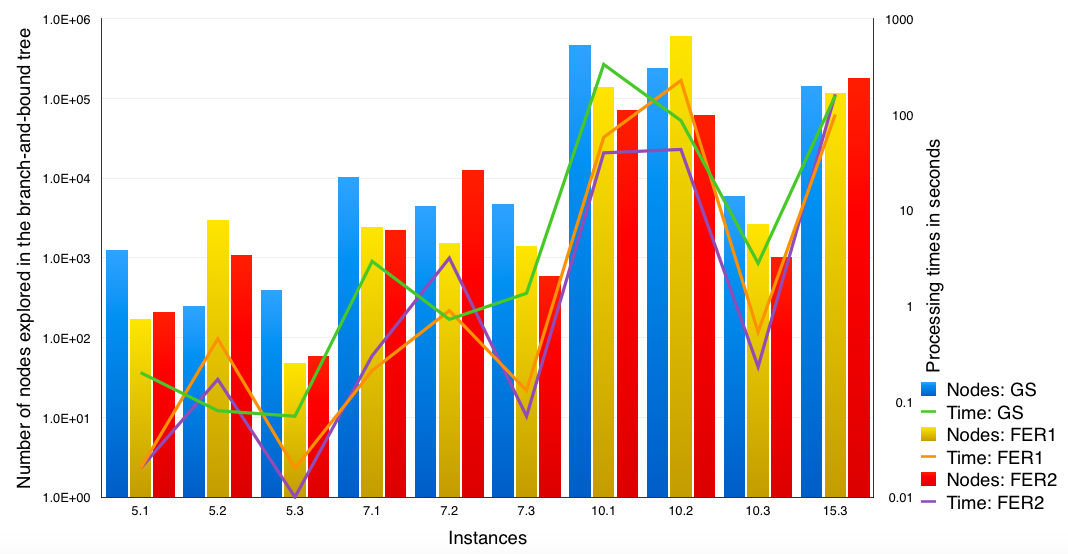 Number of nodes explored in the branch-and-bound tree
1.0E+06
1.0E+05
1.0E+04
1.0E+03
1.0E+02
1.0E+01
1.0E+00
5.1 5.2 5.3 7.1 7.2 7.3 10.1 10.2 10.3 15.3
Instances
1000
100
10
1
0.1
0.01
Processing times in seconds
Nodes: GS
Time: GS
Nodes: FER1
Time: FER1
Nodes: FER2
Time: FER2